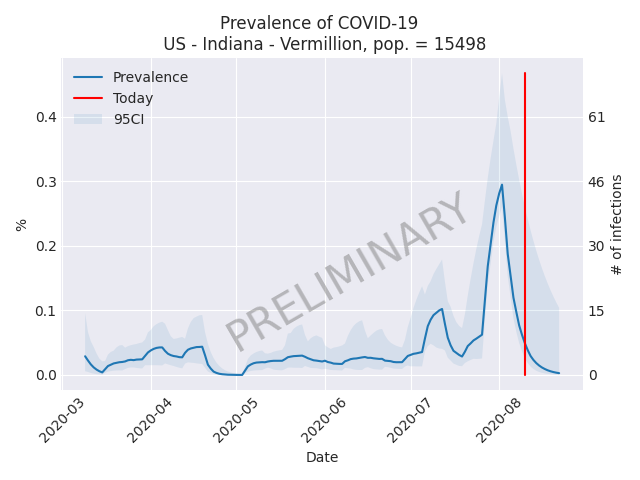 Prevalence of COVID-19
US - Indiana - Vermillion, pop. = 15498
Prevalence
Today
95CI
PRELIMINARY
%
0.4
0.3
0.2
0.1
0.0
61
46
30
15
0
# of infections
2020-03
2020-04
2020-05
2020-06
2020-07
2020-08
Date